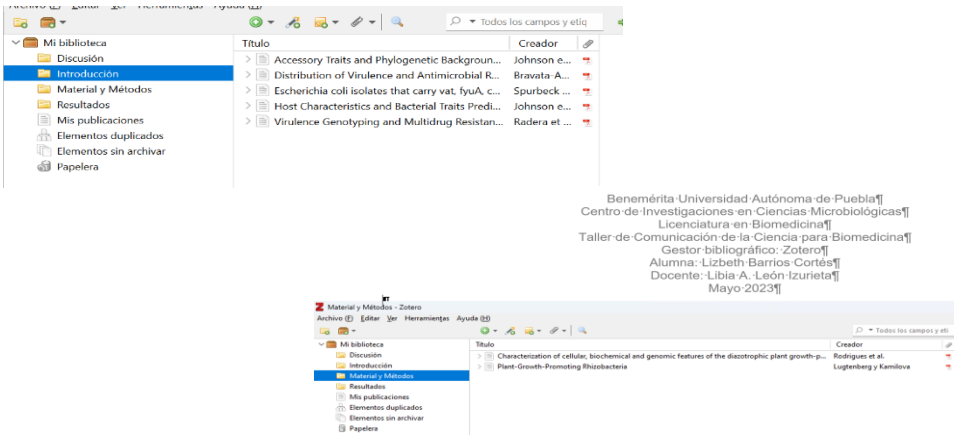 Archivo (F) Editar Ver Herramientas Ayuda (H)
Todos los campos y etiq
Mi biblioteca
Discusión
Introducción
Material y Métodos
Resultados
Mis publicaciones
Elementos duplicados
Elementos sin archivar
Papelera
Título Creador
Accessory Traits and Phylogenetic Backgroun... Johnson e...
Distribution of Virulence and Antimicrobial R... Bravata-A...
Escherichia coli isolates that carry vat, fyuA, c... Spurbeck ...
Host Characteristics and Bacterial Traits Predi... Johnson e...
Virulence Genotyping and Multidrug Resistan... Radera et ...
Benemérita·Universidad·Autónoma·de·Puebla¶
Centro·de·Investigaciones·en·Ciencias·Microbiológicas¶
Licenciatura·en·Biomedicina¶
Taller·de·Comunicación·de·la·Ciencia·para·Biomedicina¶
Gestor·bibliográfico:·Zotero¶
Alumna:·Lizbeth·Barrios·Cortés¶
Docente:·Libia·A.·León·Izurieta¶
Mayo·2023¶
Material y Métodos - Zotero
Archivo (F) Editar Ver Herramientas Ayuda (H)
Todos los campos y eti
Mi biblioteca
Discusión
Introducción
Material y Métodos
Resultados
Mis publicaciones
Elementos duplicados
Elementos sin archivar
Papelera
Título Creador
Characterization of cellular, biochemical and genomic features of the diazotrophic plant growth-p... Rodrigues et al.
Plant-Growth-Promoting Rhizobacteria Lugtenberg y Kamilova